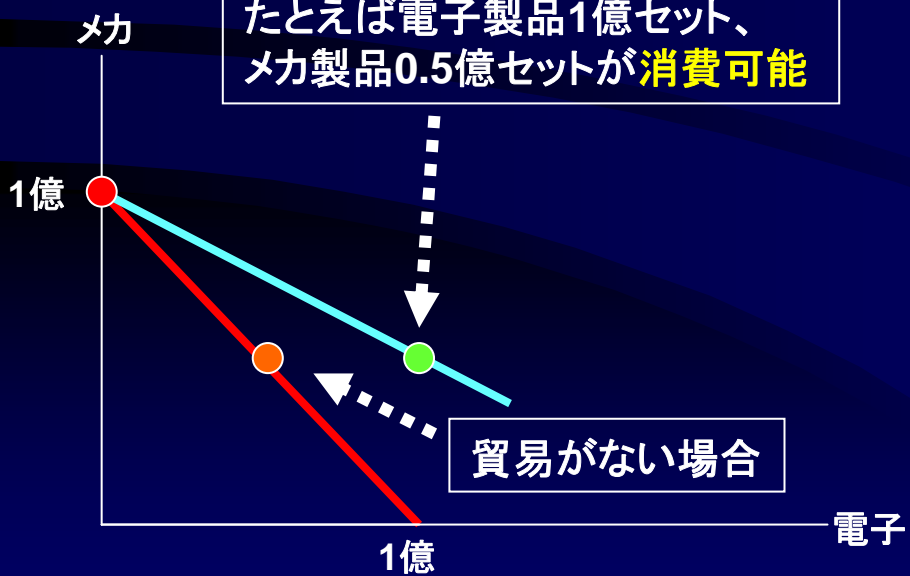 たとえば電子製品1億セット、
メカ製品0.5億セットが消費可能
メカ
1億
貿易がない場合
電子
1億